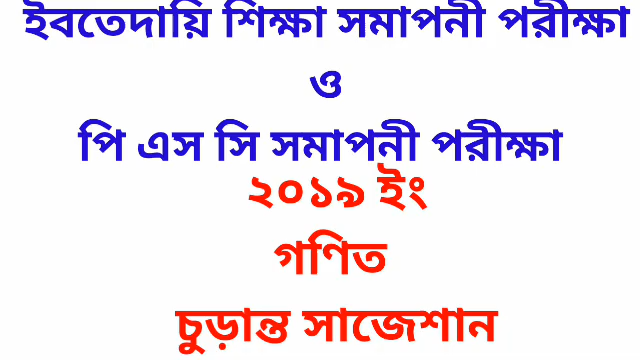 ইবতেদায়ি শিক্ষা সমাপনী পরীক্ষা
ও
পি এস সি সমাপনী পরীক্ষা
২০১৯ ইং
গণিত
চুড়ান্ত সাজেশান